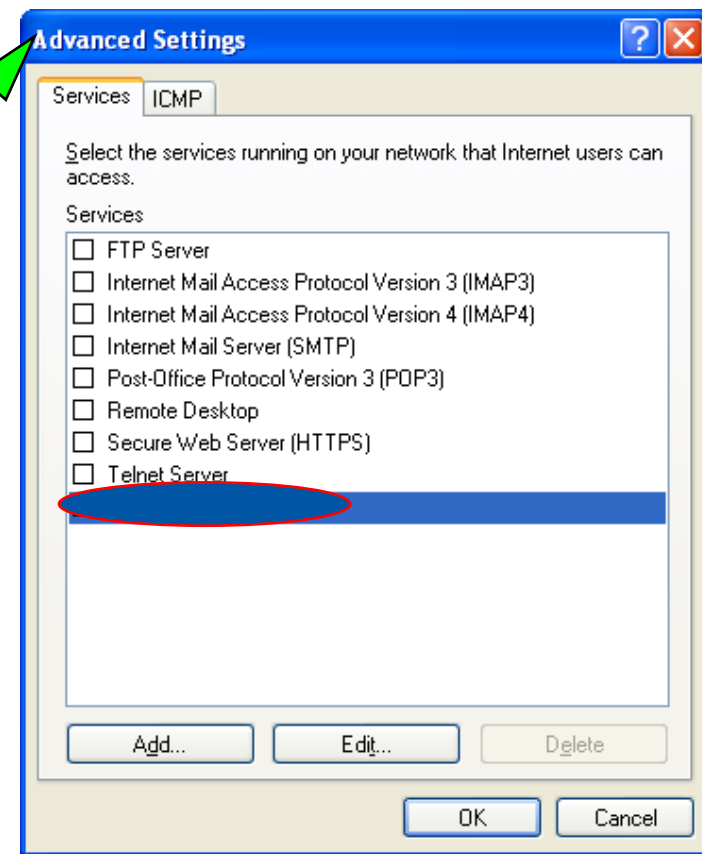 Advanced Settings
Services
ICMP
Select the services running on your network that Internet users can
access.
Services
FTP Server
Internet Mail Access Protocol Version 3 (IMAP3)
Internet Mail Access Protocol Version 4 (IMAP4)
Internet Mail Server (SMTP)
Post-Office Protocol Version 3 (POP3)
Remote Desktop
Secure Web Server (HTTPS)
Telnet Server
Add...
Edit...
Delete
OK
Cancel